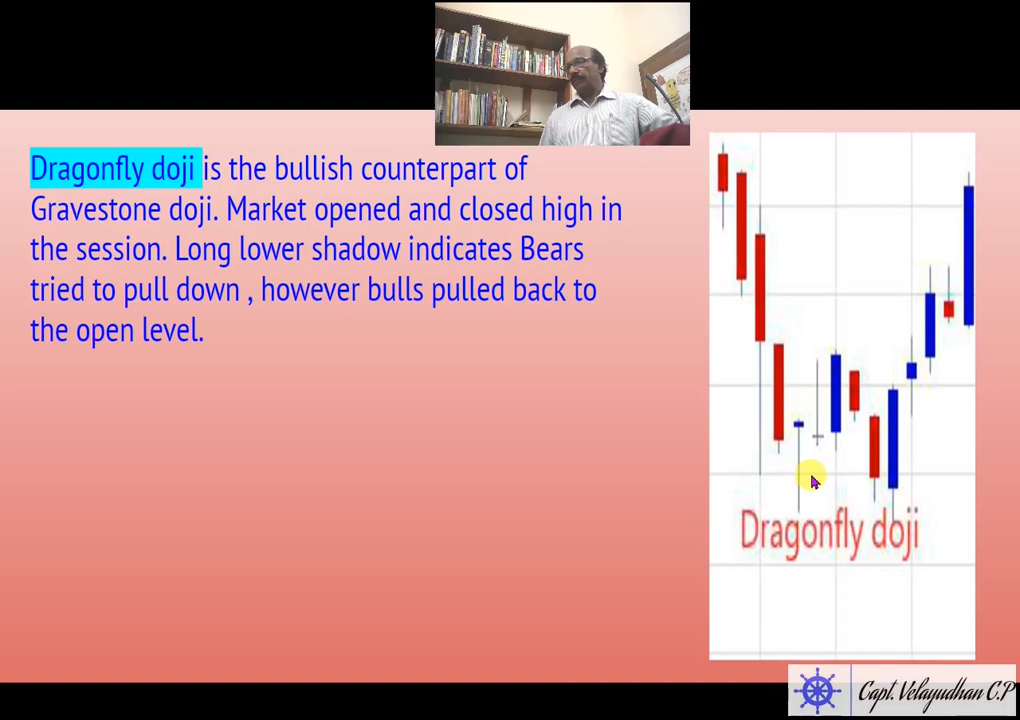 Dragonfly doji is the bullish counterpart of
Gravestone doji. Market opened and closed high in
the session. Long lower shadow indicates Bears
tried to pull down , however bulls pulled back to
the open level.
Dragonfly doji
Capt. Velayudhan C.P